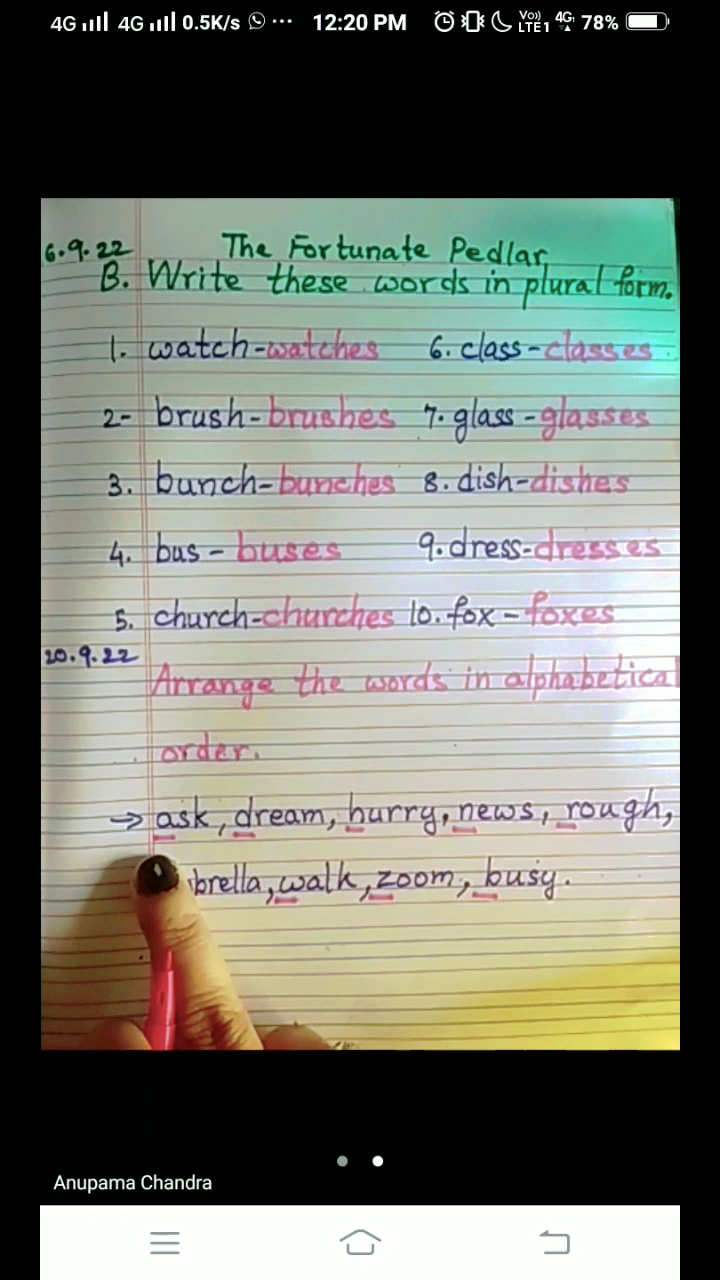 4G 4G 0.5K/s ... 12:20 PM Vo) LTE1 4G 78%
6.9.22 The Fortunate Pedlar
B. Write these words in plural form.
1. watch-watches 6. class-classes
2- brush-brushes 7. glass-glasses
3. bunch-bunches 8. dish-dishes
4. bus-buses 9. dress-dresses
5. church-churches 10. fox-foxes
20.9.22
Arrange the words in alphabetical
order.
→ ask, dream, hurry, news, rough,
brella, walk, zoom, busy.
Anupama Chandra